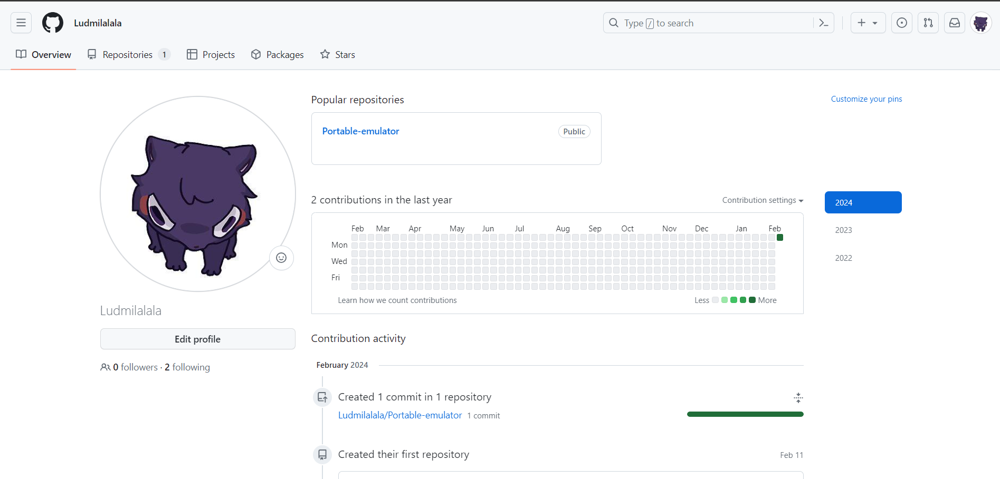 Ludmilalala
Type / to search
Overview Repositories 1 Projects Packages Stars
Popular repositories
Customize your pins
Portable-emulator Public
2 contributions in the last year
Contribution settings
2024
2023
2022
Feb Mar Apr May Jun Jul Aug Sep Oct Nov Dec Jan Feb
Mon
Wed
Fri
Learn how we count contributions
Less More
Ludmilalala
Edit profile
0 followers · 2 following
Contribution activity
February 2024
Created 1 commit in 1 repository
Ludmilalala/Portable-emulator 1 commit
Created their first repository
Feb 11